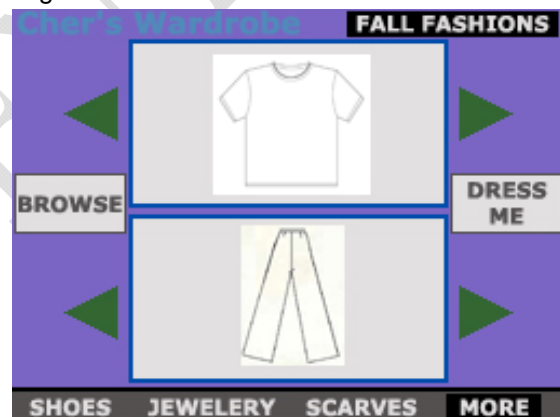 Cher's Wardrobe FALL FASHIONS
BROWSE
DRESS
ME
SHOES JEWELERY SCARVES MORE